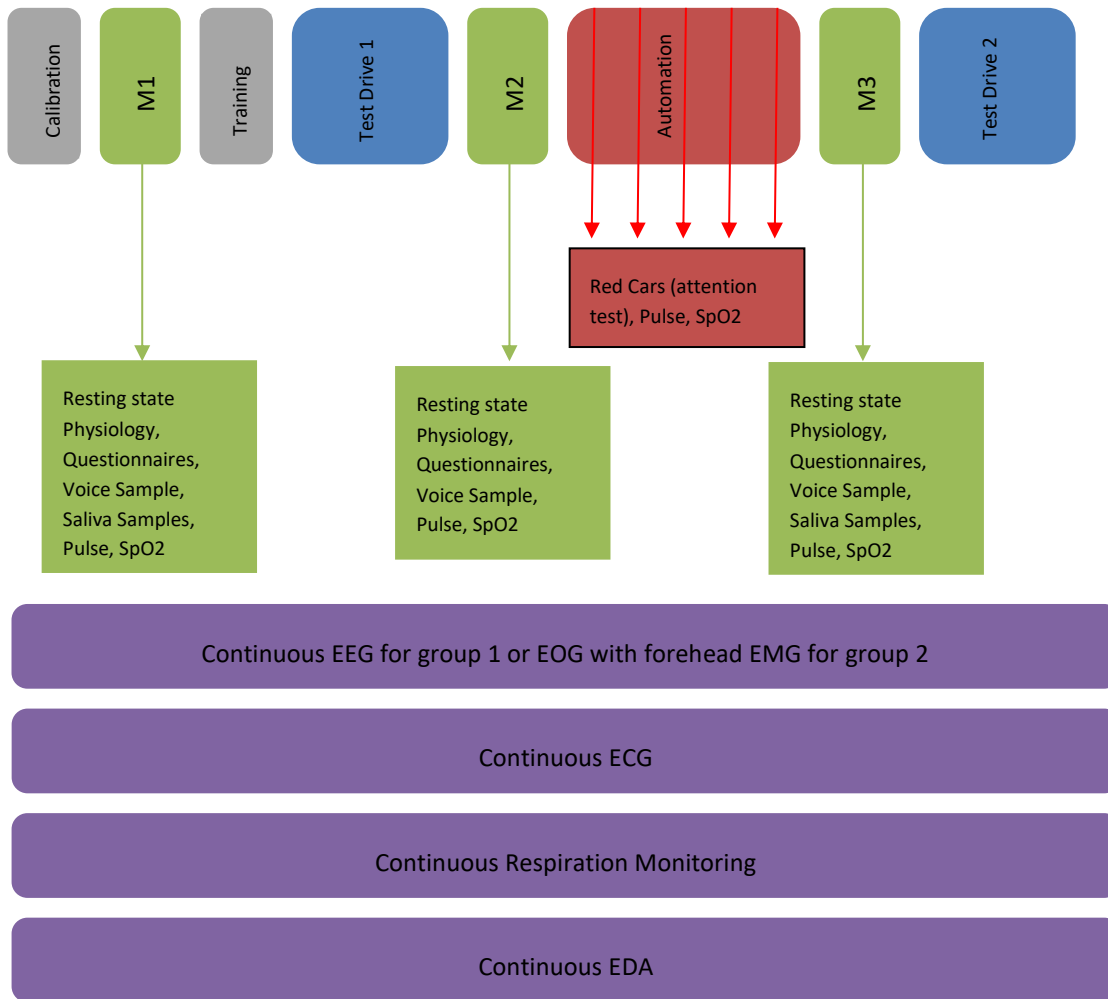 Calibration
M1
Training
Test Drive 1
M2
Automation
M3
Test Drive 2
Red Cars (attention
test), Pulse, SpO2
Resting state
Physiology,
Questionnaires,
Voice Sample,
Saliva Samples,
Pulse, SpO2
Resting state
Physiology,
Questionnaires,
Voice Sample,
Pulse, SpO2
Resting state
Physiology,
Questionnaires,
Voice Sample,
Saliva Samples,
Pulse, SpO2
Continuous EEG for group 1 or EOG with forehead EMG for group 2
Continuous ECG
Continuous Respiration Monitoring
Continuous EDA